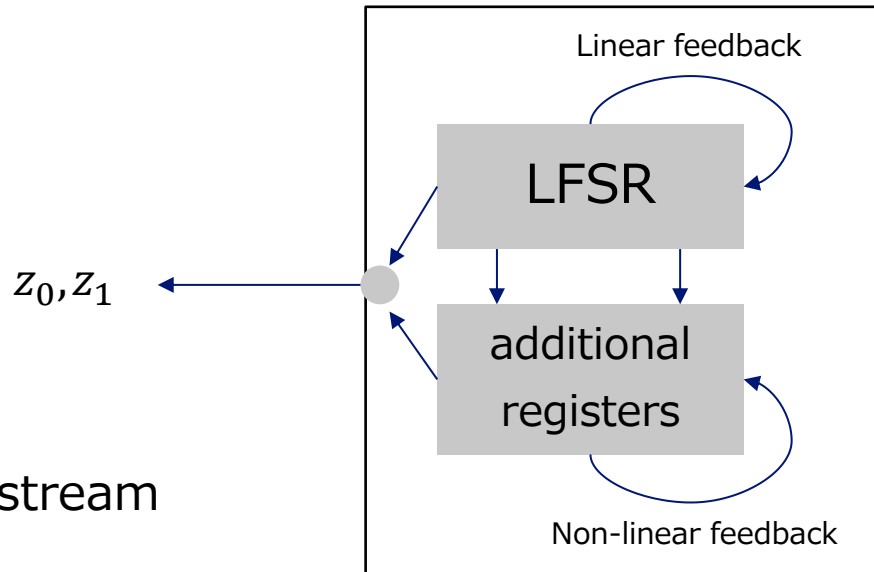 Linear feedback
LFSR
z₀,z₁
additional
registers
stream
Non-linear feedback